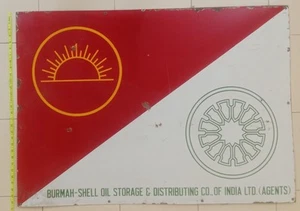 BURMAH-SHELL OIL STORAGE & DISTRIBUTING CO. OF INDIA LTD. (AGENTS)